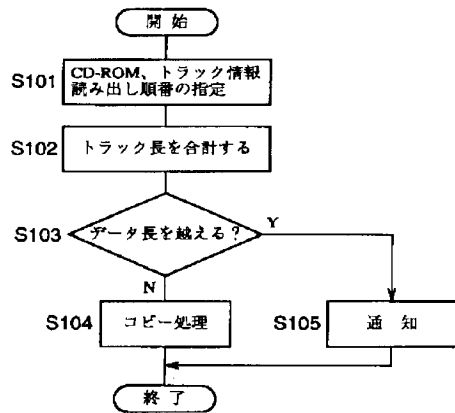 開始
S101
CD-ROM、トラック情報
読み出し順番の指定
S102
トラック長を合計する
S103
データ長を越える?
Y
N
S104
コピー処理
S105
通知
終了